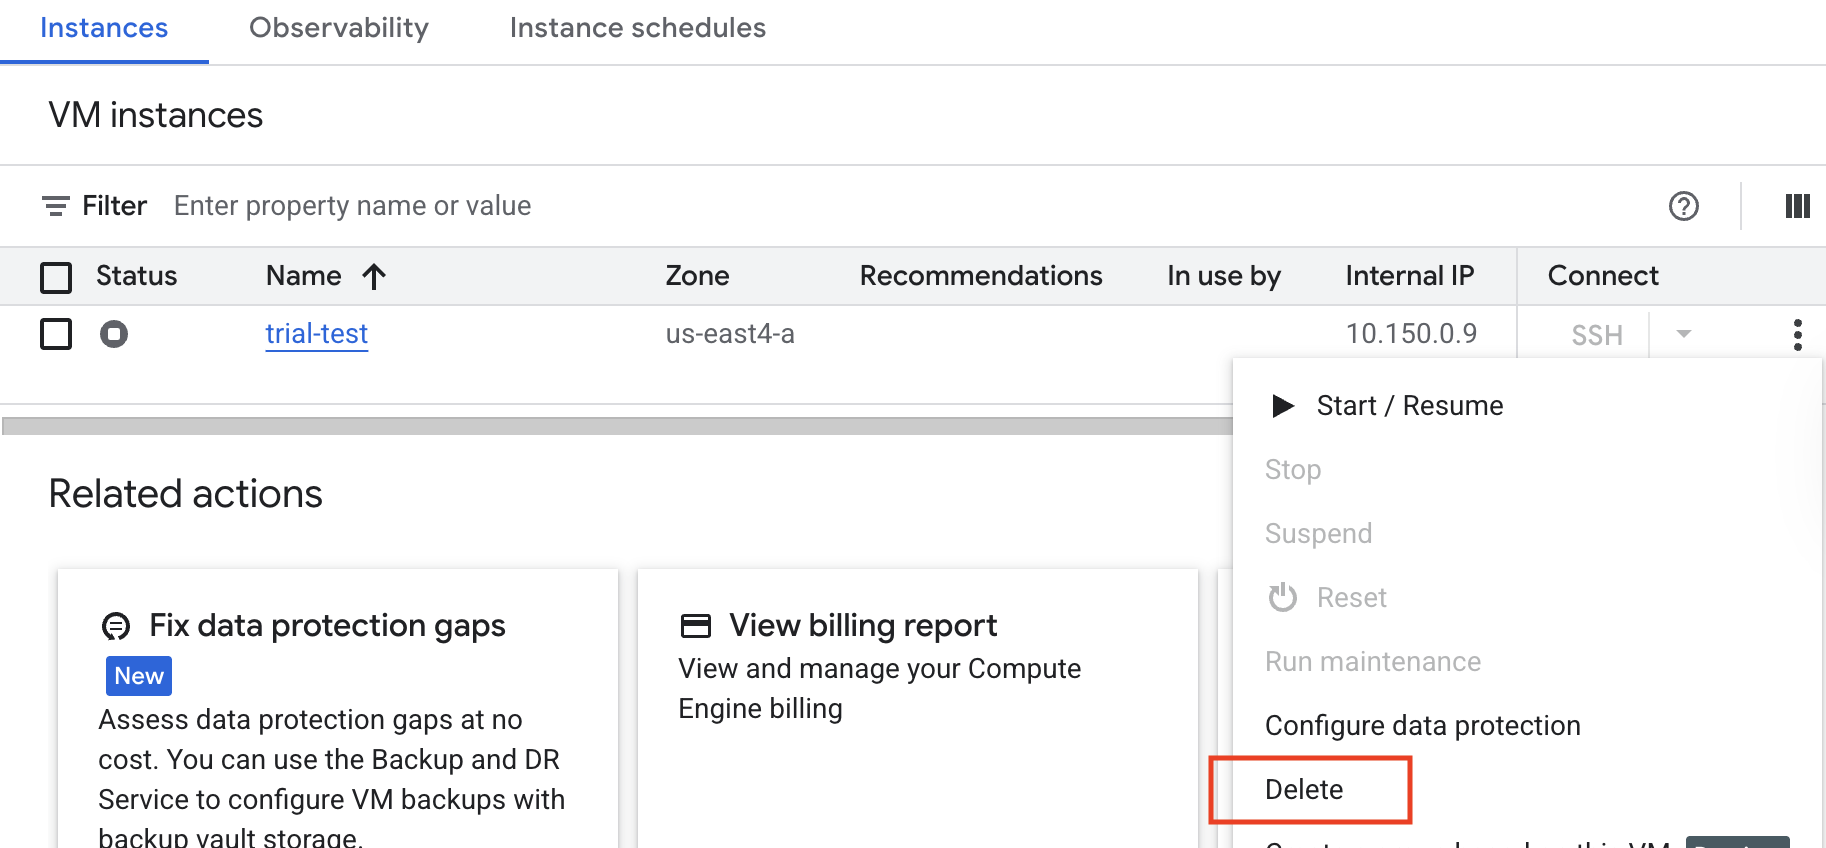 Instances Observability Instance schedules
VM instances
Filter Enter property name or value
Status Name Zone Recommendations In use by Internal IP Connect
trial-test us-east4-a 10.150.0.9 SSH
Start / Resume
Stop
Suspend
Reset
Run maintenance
Configure data protection
Delete
Related actions
Fix data protection gaps
New
Assess data protection gaps at no
cost. You can use the Backup and DR
Service to configure VM backups with
backup vault storage.
View billing report
View and manage your Compute
Engine billing